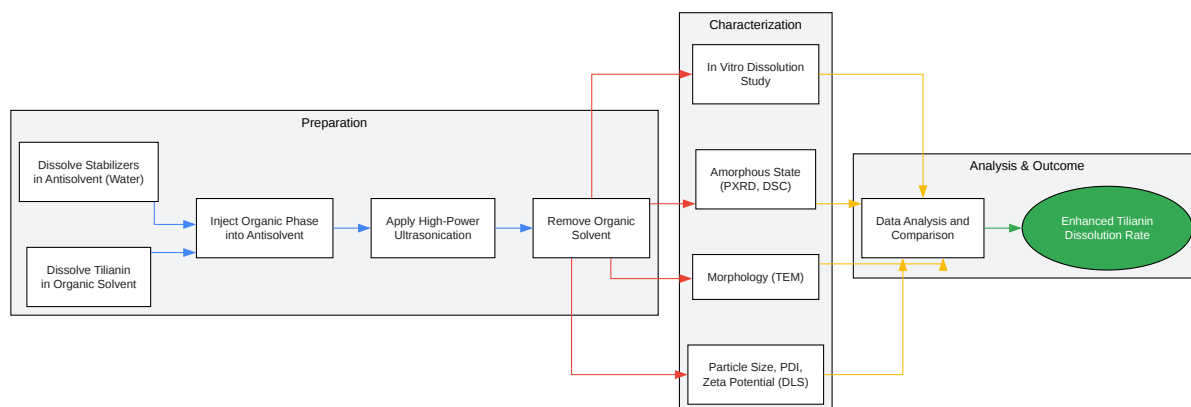 Preparation
Dissolve Stabilizers
in Antisolvent (Water)
Dissolve Tilianin
in Organic Solvent
Inject Organic Phase
into Antisolvent
Apply High-Power
Ultrasonication
Remove Organic
Solvent
Characterization
In Vitro Dissolution
Study
Amorphous State
(PXRD, DSC)
Morphology (TEM)
Particle Size, PDI,
Zeta Potential (DLS)
Analysis & Outcome
Data Analysis and
Comparison
Enhanced Tilianin
Dissolution Rate